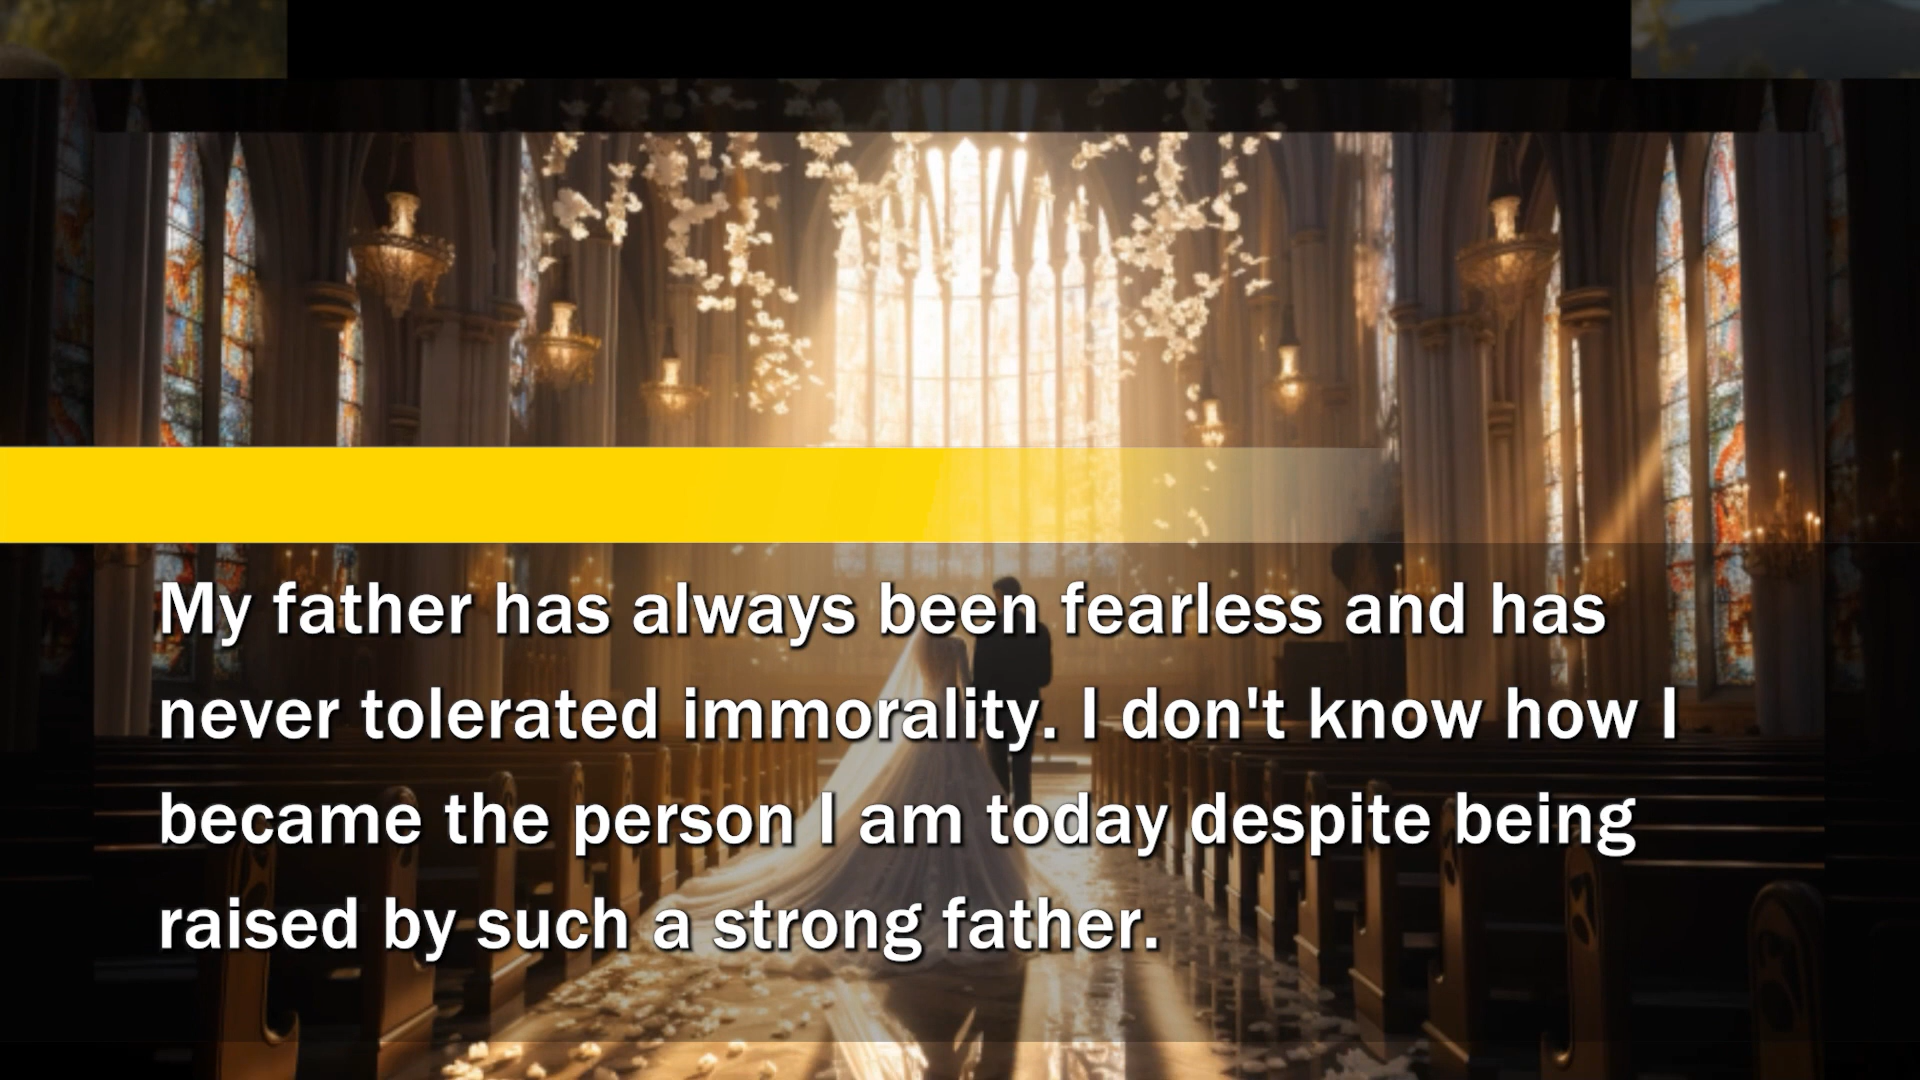 My father has always been fearless and has
never tolerated immorality. I don't know how I
became the person I am today despite being
raised by such a strong father.